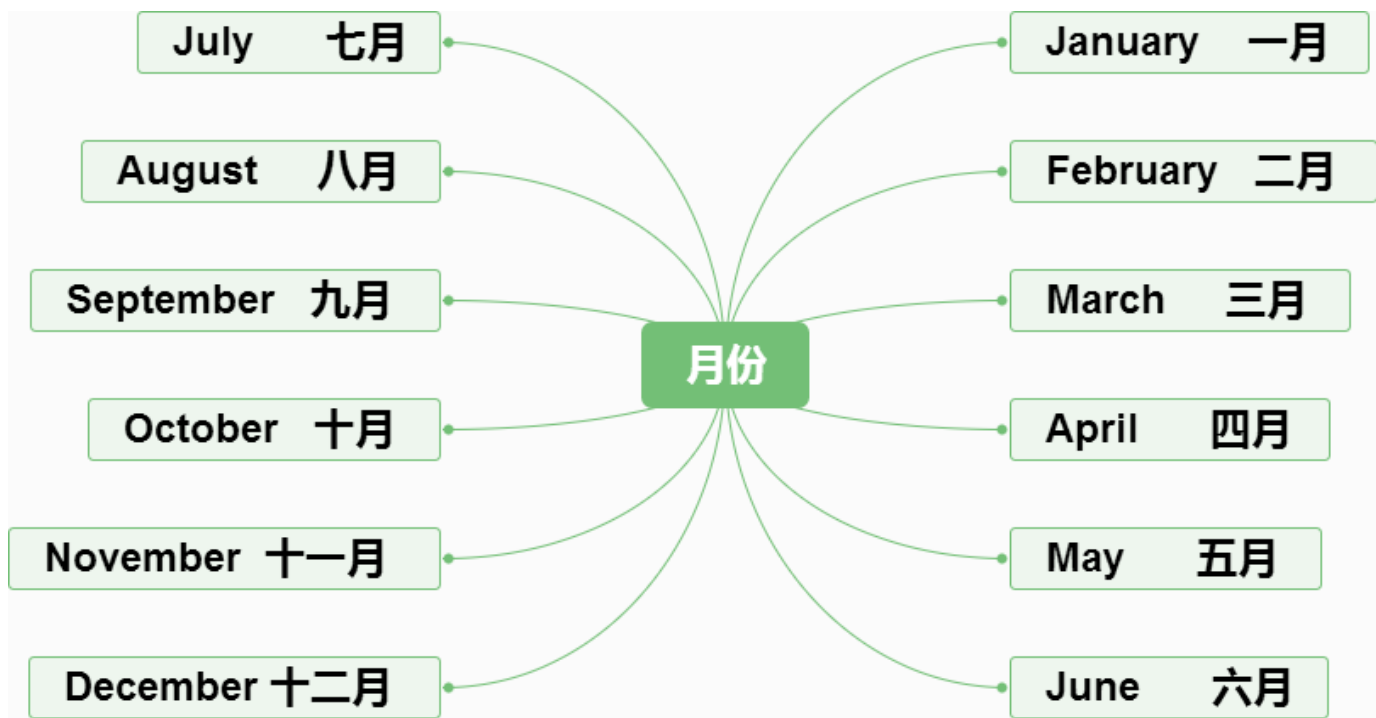 July 七月
January 一月
August 八月
February 二月
September 九月
March 三月
月份
October 十月
April 四月
November 十一月
May 五月
December 十二月
June 六月